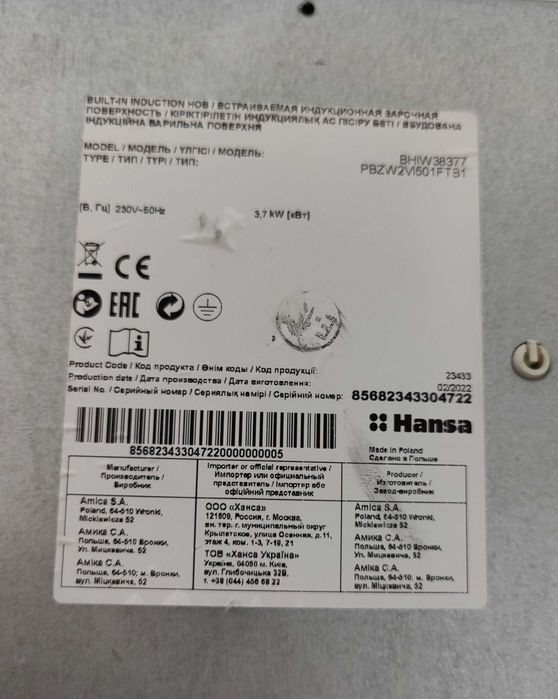 BUILT-IN INDUCTION HOB / ВСТРАИВАЕМАЯ ИНДУКЦИОННАЯ ВАРОЧНАЯ
ПОВЕРХНОСТЬ / КІРІКТІРІЛЕТІН ИНДУКЦИЯЛЫҚ АС ПІСІРУ БЕТІ / ВБУДОВАНА
ІНДУКЦІЙНА ВАРИЛЬНА ПОВЕРХНЯ
MODEL / МОДЕЛЬ / ҮЛГІСІ / МОДЕЛЬ: BHIW38377
TYPE / ТИП / ТҮРІ / ТИП: PBZW2VI501FTB1
[В, Гц] 230V~50Hz 3,7 kW [кВт]
CE
EAC
Product Code / Код продукта / Өнім коды / Код продукції: 23433
Production date / Дата производства / Дата виготовлення: 02/2022
Serial No. / Серийный номер / Сериялық нөмірі / Серійний номер: 85682343304722
8568234330472200000000005
Hansa
Made in Poland
Сделано в Польше
Manufacturer /
Производитель /
Виробник
Importer or official representative /
Импортер или официальный
представитель / Імпортер або
офіційний представник
Producer /
Изготовитель /
Завод-виробник
Amica S.A.
Poland, 64-510 Wronki,
Mickiewicza 52
Амика С.А.
Польша, 64-510 Вронки,
Ул. Мицкевича, 52
Аміка С.А.
Польща, 64-510; м. Вронки,
вул. Міцкевича, 52
ООО «Ханса»
121609, Россия, г. Москва,
вн. тер. г. муниципальный округ
Крылатское, улица Осенняя, д.11,
этаж 4, ком. 1-3, 7-19, 21
ТОВ «Ханса Україна»
Україна, 04050 м. Київ,
вул. Глибочицька 32В,
т. +38 (044) 456 68 22
Amica S.A.
Poland, 64-510 Wronki,
Mickiewicza 52
Амика С.А.
Польша, 64-510 Вронки,
Ул. Мицкевича, 52
Аміка С.А.
Польща, 64-510; м. Вронки,
вул. Міцкевича, 52